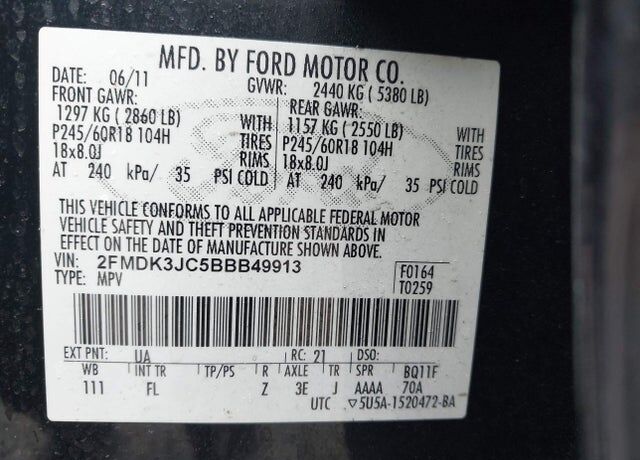 MFD. BY FORD MOTOR CO.
DATE: 06/11 GVWR: 2440 KG ( 5380 LB)
FRONT GAWR: REAR GAWR:
1297 KG ( 2860 LB) WITH 1157 KG ( 2550 LB) WITH
P245/60R18 104H TIRES P245/60R18 104H TIRES
18x8.0J RIMS 18x8.0J RIMS
AT 240 kPa/ 35 PSI COLD AT 240 kPa/ 35 PSI COLD
THIS VEHICLE CONFORMS TO ALL APPLICABLE FEDERAL MOTOR
VEHICLE SAFETY AND THEFT PREVENTION STANDARDS IN
EFFECT ON THE DATE OF MANUFACTURE SHOWN ABOVE.
VIN: 2FMDK3JC5BBB49913 F0164
TYPE: MPV T0259
EXT PNT: UA RC: 21 DSO:
WB INT TR TP/PS R AXLE TR SPR BQ11F
111 FL Z 3E J AAAA 70A
UTC ▽5U5A-1520472-BA